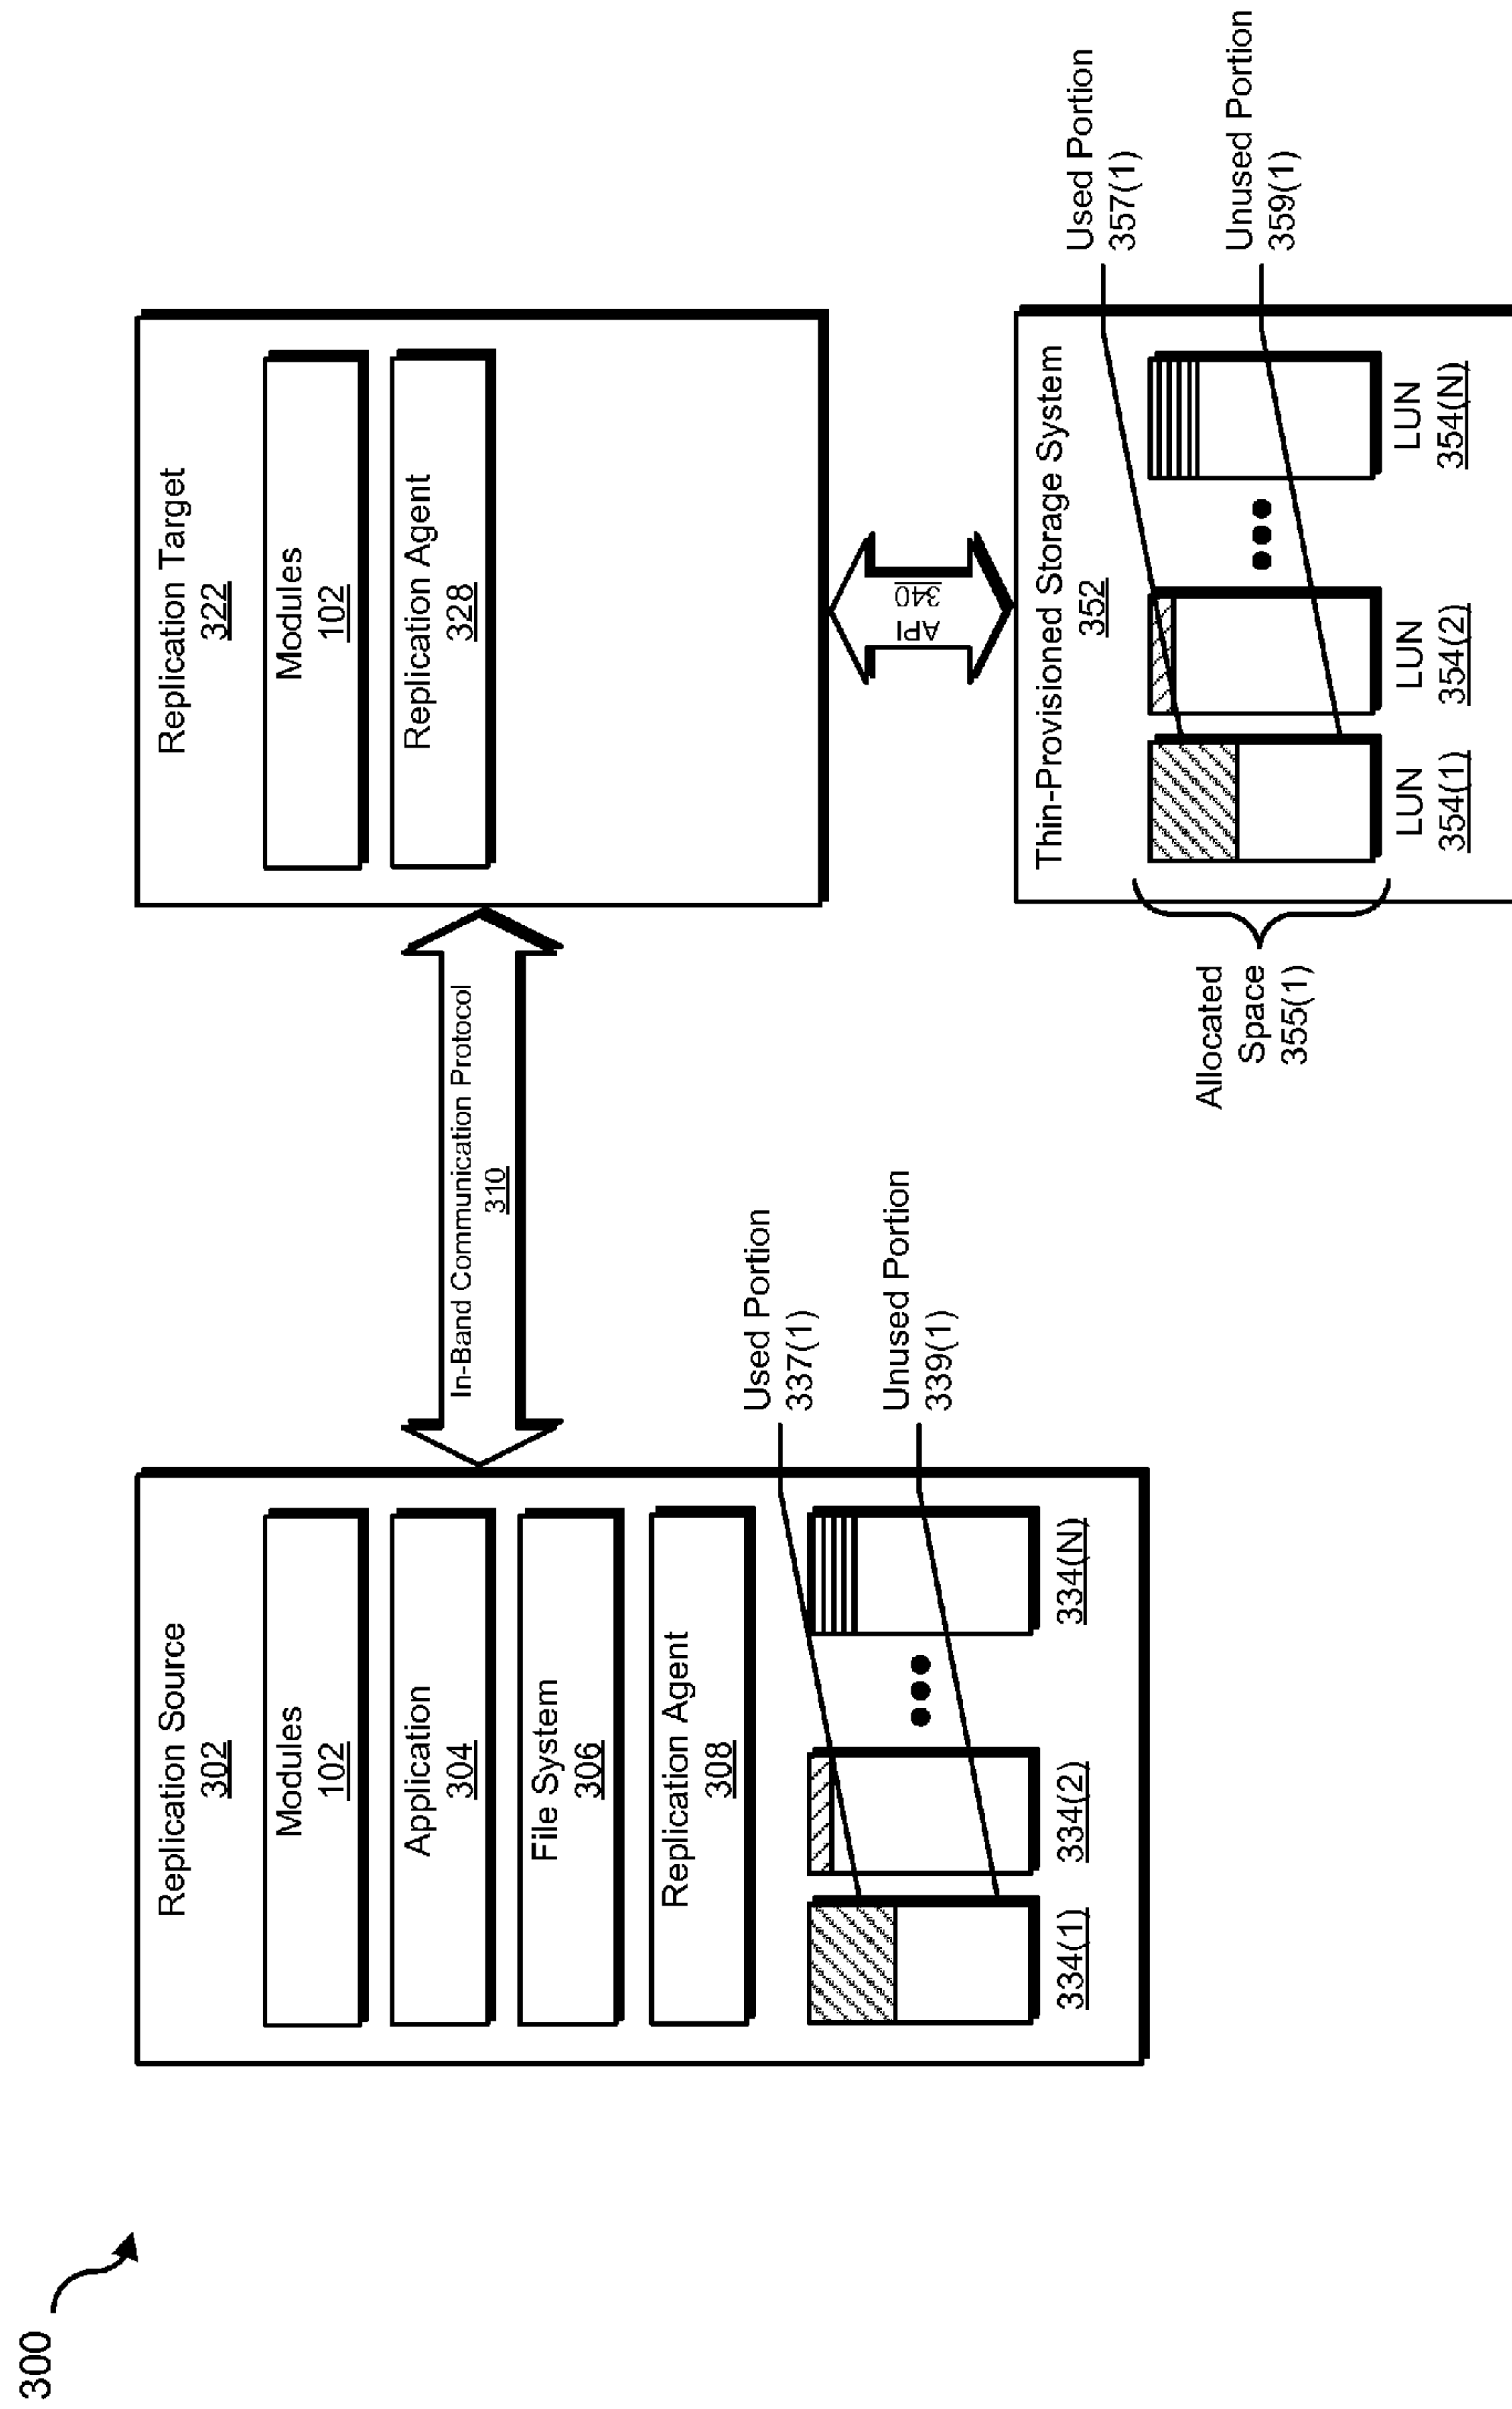 300
Replication Source
302
Modules
102
Application
304
File System
306
Replication Agent
308
334(1)
334(2)
334(N)
Used Portion
337(1)
Unused Portion
339(1)
In-Band Communication Protocol
310
Replication Target
322
Modules
102
Replication Agent
328
API
340
Thin-Provisioned Storage System
352
LUN
354(1)
LUN
354(2)
LUN
354(N)
Allocated
Space
355(1)
Used Portion
357(1)
Unused Portion
359(1)